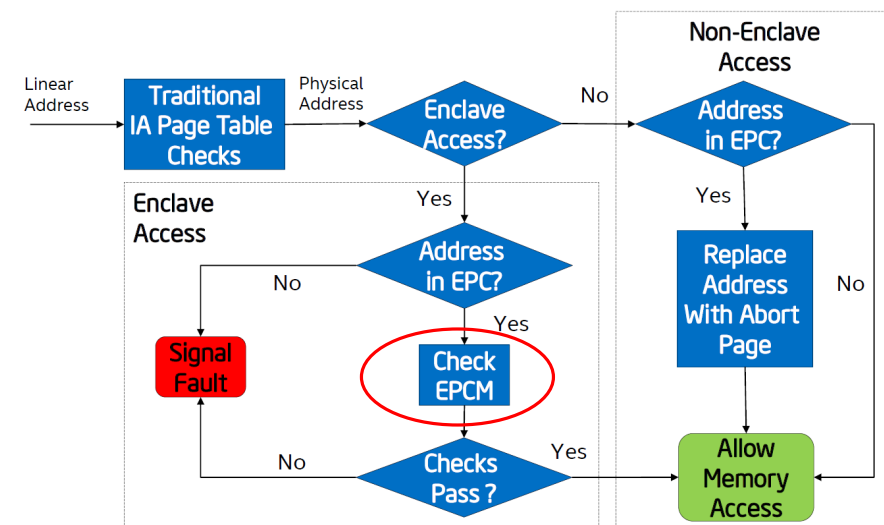 Non-Enclave
Access
Linear
Address
Traditional
IA Page Table
Checks
Physical
Address
Enclave
Access?
No
Address
in EPC?
Yes
Yes
Enclave
Access
Address
in EPC?
No
Replace
Address
With Abort
Page
No
Yes
Signal
Fault
Check
EPCM
No
Checks
Pass ?
Yes
Allow
Memory
Access